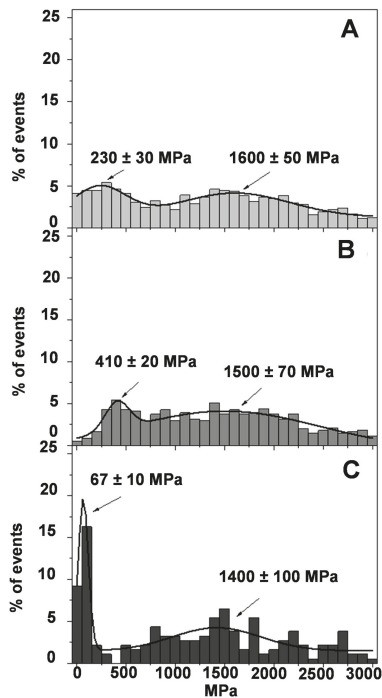 A
25
20
15
10
5
0
% of events
230 ± 30 MPa
1600 ± 50 MPa
B
25
20
15
10
5
0
% of events
410 ± 20 MPa
1500 ± 70 MPa
C
25
20
15
10
5
0
% of events
67 ± 10 MPa
1400 ± 100 MPa
0 500 1000 1500 2000 2500 3000
MPa